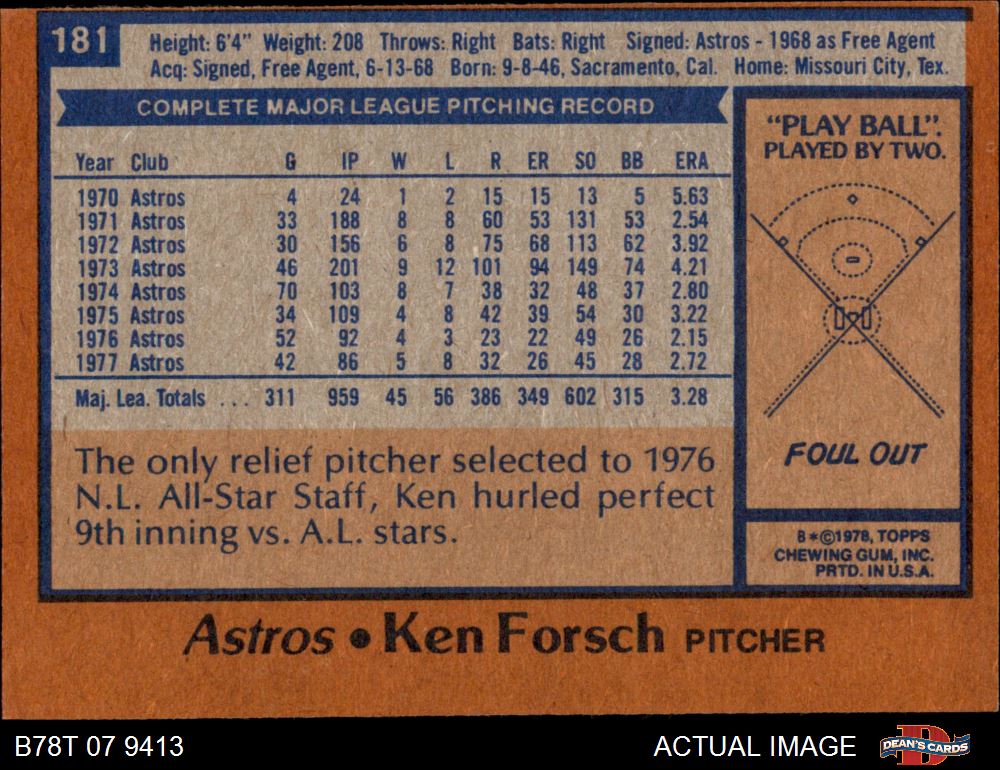 181
Height: 6'4" Weight: 208 Throws: Right Bats: Right Signed: Astros - 1968 as Free Agent
Acq: Signed, Free Agent, 6-13-68 Born: 9-8-46, Sacramento, Cal. Home: Missouri City, Tex.
COMPLETE MAJOR LEAGUE PITCHING RECORD
Year Club G IP W L R ER SO BB ERA
1970 Astros 4 24 1 2 15 15 13 5 5.63
1971 Astros 33 188 8 8 60 53 131 53 2.54
1972 Astros 30 156 6 8 75 68 113 62 3.92
1973 Astros 46 201 9 12 101 94 149 74 4.21
1974 Astros 70 103 8 7 38 32 48 37 2.80
1975 Astros 34 109 4 8 42 39 54 30 3.22
1976 Astros 52 92 4 3 23 22 49 26 2.15
1977 Astros 42 86 5 8 32 26 45 28 2.72
Maj. Lea. Totals ... 311 959 45 56 386 349 602 315 3.28
The only relief pitcher selected to 1976
N.L. All-Star Staff, Ken hurled perfect
9th inning vs. A.L. stars.
"PLAY BALL".
PLAYED BY TWO.
FOUL OUT
B*©1978, TOPPS
CHEWING GUM, INC.
PRTD. IN U.S.A.
Astros • Ken Forsch PITCHER
B78T 07 9413
ACTUAL IMAGE
DEAN'S CARDS